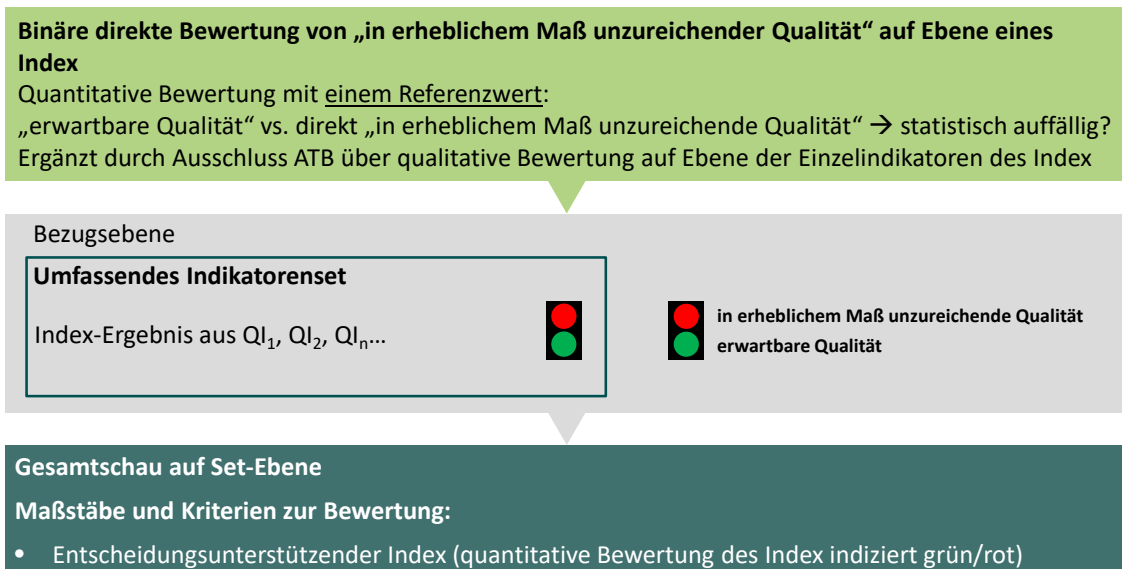 Binäre direkte Bewertung von „in erheblichem Maß unzureichender Qualität“ auf Ebene eines
Index
Quantitative Bewertung mit einem Referenzwert:
„erwartbare Qualität“ vs. direkt „in erheblichem Maß unzureichende Qualität“ → statistisch auffällig?
Ergänzt durch Ausschluss ATB über qualitative Bewertung auf Ebene der Einzelindikatoren des Index
Bezugsebene
Umfassendes Indikatorenset
Index-Ergebnis aus QI₁, QI₂, QIₙ…
in erheblichem Maß unzureichende Qualität
erwartbare Qualität
Gesamtschau auf Set-Ebene
Maßstäbe und Kriterien zur Bewertung:
• Entscheidungsunterstützender Index (quantitative Bewertung des Index indiziert grün/rot)